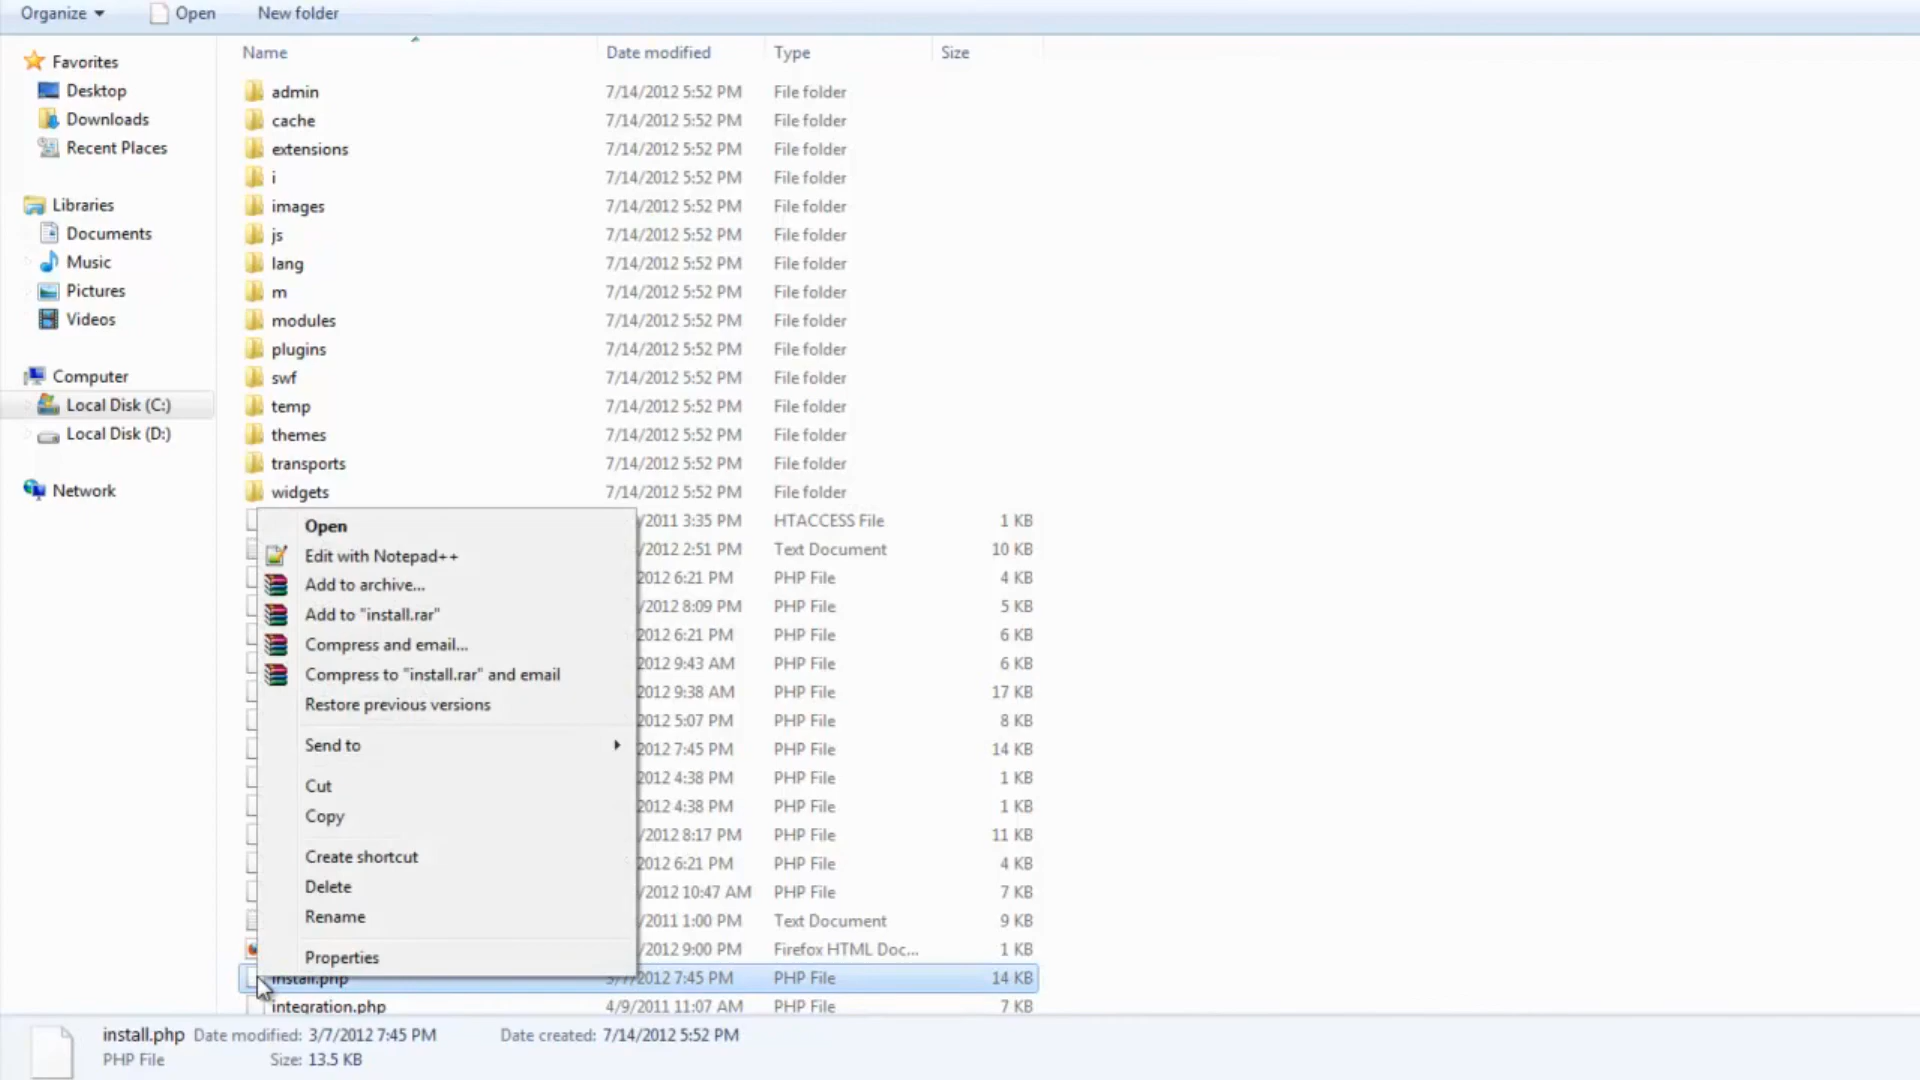 Organize Open New folder
Name Date modified Type Size
Favorites
Desktop
Downloads
Recent Places
Libraries
Documents
Music
Pictures
Videos
Computer
Local Disk (C:)
Local Disk (D:)
Network
admin 7/14/2012 5:52 PM File folder
cache 7/14/2012 5:52 PM File folder
extensions 7/14/2012 5:52 PM File folder
i 7/14/2012 5:52 PM File folder
images 7/14/2012 5:52 PM File folder
js 7/14/2012 5:52 PM File folder
lang 7/14/2012 5:52 PM File folder
m 7/14/2012 5:52 PM File folder
modules 7/14/2012 5:52 PM File folder
plugins 7/14/2012 5:52 PM File folder
swf 7/14/2012 5:52 PM File folder
temp 7/14/2012 5:52 PM File folder
themes 7/14/2012 5:52 PM File folder
transports 7/14/2012 5:52 PM File folder
widgets 7/14/2012 5:52 PM File folder
/2011 3:35 PM HTACCESS File 1 KB
/2012 2:51 PM Text Document 10 KB
2012 6:21 PM PHP File 4 KB
/2012 8:09 PM PHP File 5 KB
2012 6:21 PM PHP File 6 KB
2012 9:43 AM PHP File 6 KB
2012 9:38 AM PHP File 17 KB
2012 5:07 PM PHP File 8 KB
2012 7:45 PM PHP File 14 KB
2012 4:38 PM PHP File 1 KB
2012 4:38 PM PHP File 1 KB
/2012 8:17 PM PHP File 11 KB
2012 6:21 PM PHP File 4 KB
/2012 10:47 AM PHP File 7 KB
/2011 1:00 PM Text Document 9 KB
2012 9:00 PM Firefox HTML Doc... 1 KB
install.php 3/7/2012 7:45 PM PHP File 14 KB
integration.php 4/9/2011 11:07 AM PHP File 7 KB
Open
Edit with Notepad++
Add to archive...
Add to "install.rar"
Compress and email...
Compress to "install.rar" and email
Restore previous versions
Send to
Cut
Copy
Create shortcut
Delete
Rename
Properties
install.php Date modified: 3/7/2012 7:45 PM Date created: 7/14/2012 5:52 PM
PHP File Size: 13.5 KB